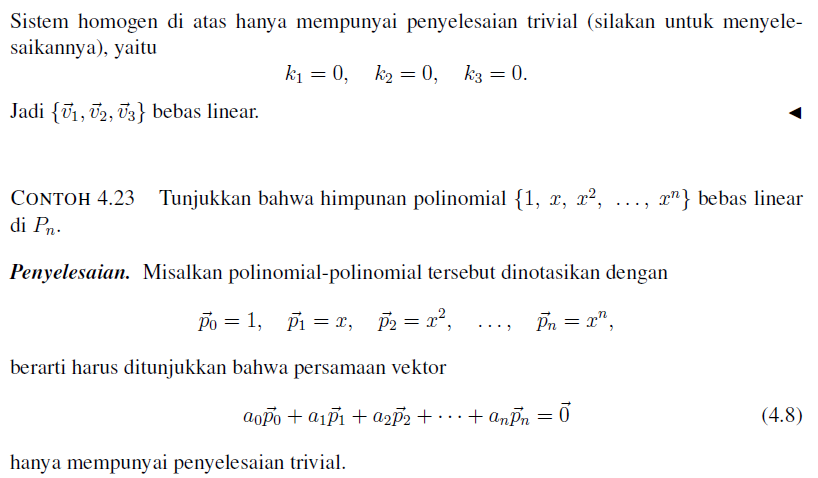 Sistem homogen di atas hanya mempunyai penyelesaian trivial (silakan untuk menyele-
saikannya), yaitu
k₁ = 0, k₂ = 0, k₃ = 0.
Jadi {v⃗₁, v⃗₂, v⃗₃} bebas linear. ◀
CONTOH 4.23 Tunjukkan bahwa himpunan polinomial {1, x, x², ..., xⁿ} bebas linear
di Pₙ.
Penyelesaian. Misalkan polinomial-polinomial tersebut dinotasikan dengan
p⃗₀ = 1, p⃗₁ = x, p⃗₂ = x², ..., p⃗ₙ = xⁿ,
berarti harus ditunjukkan bahwa persamaan vektor
a₀p⃗₀ + a₁p⃗₁ + a₂p⃗₂ + ⋯ + aₙp⃗ₙ = 0⃗ (4.8)
hanya mempunyai penyelesaian trivial.